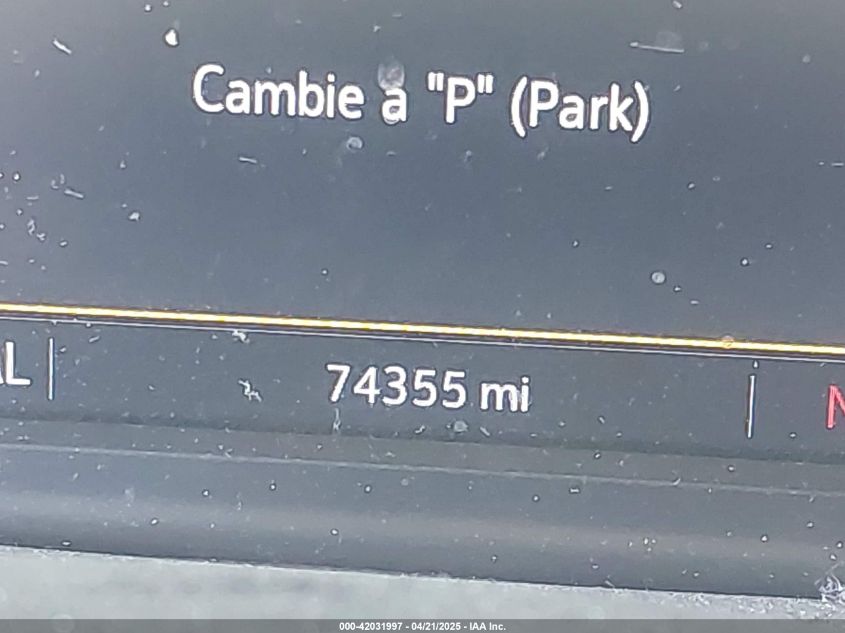 Cambie a "P" (Park)
74355 mi
000-42031997 - 04/21/2025 - IAA Inc.